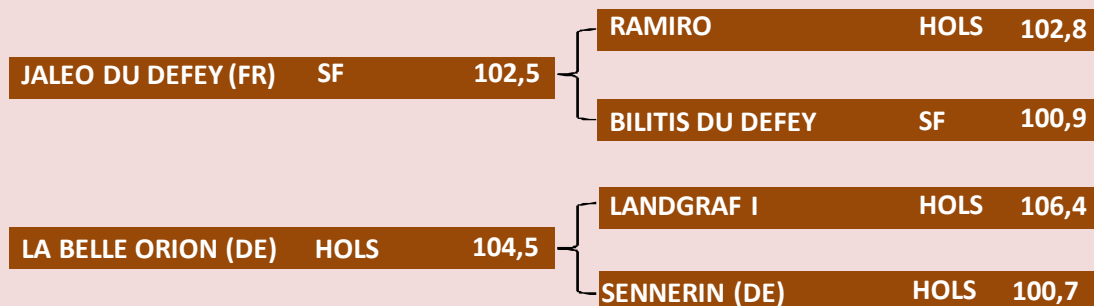 RAMIRO HOLS 102,8
JALEO DU DEFEY (FR) SF 102,5
BILITIS DU DEFEY SF 100,9
LANDGRAF I HOLS 106,4
LA BELLE ORION (DE) HOLS 104,5
SENNERIN (DE) HOLS 100,7